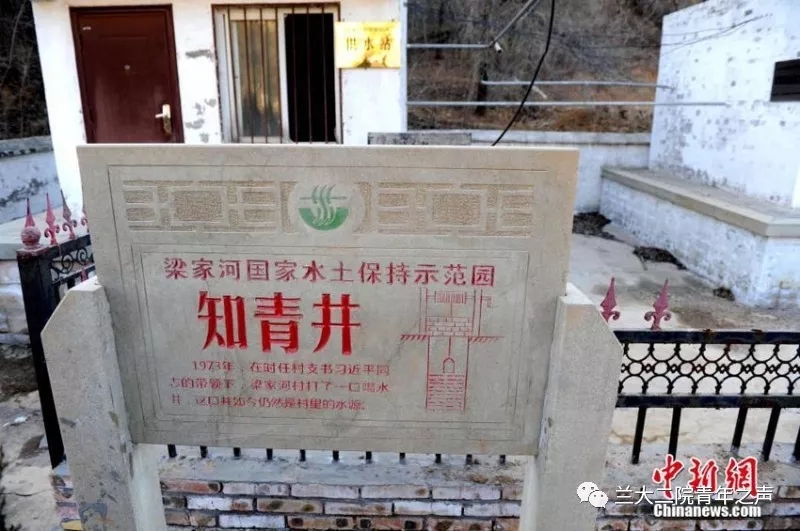 供水站
梁家河国家水土保持示范园
知青井
1973年，在时任村支书习近平同
志的带领下，梁家河村打了一口喝水
井，这口井如今仍然是村里的水源。
中新网
兰大二院青年之声
Chinanews.com